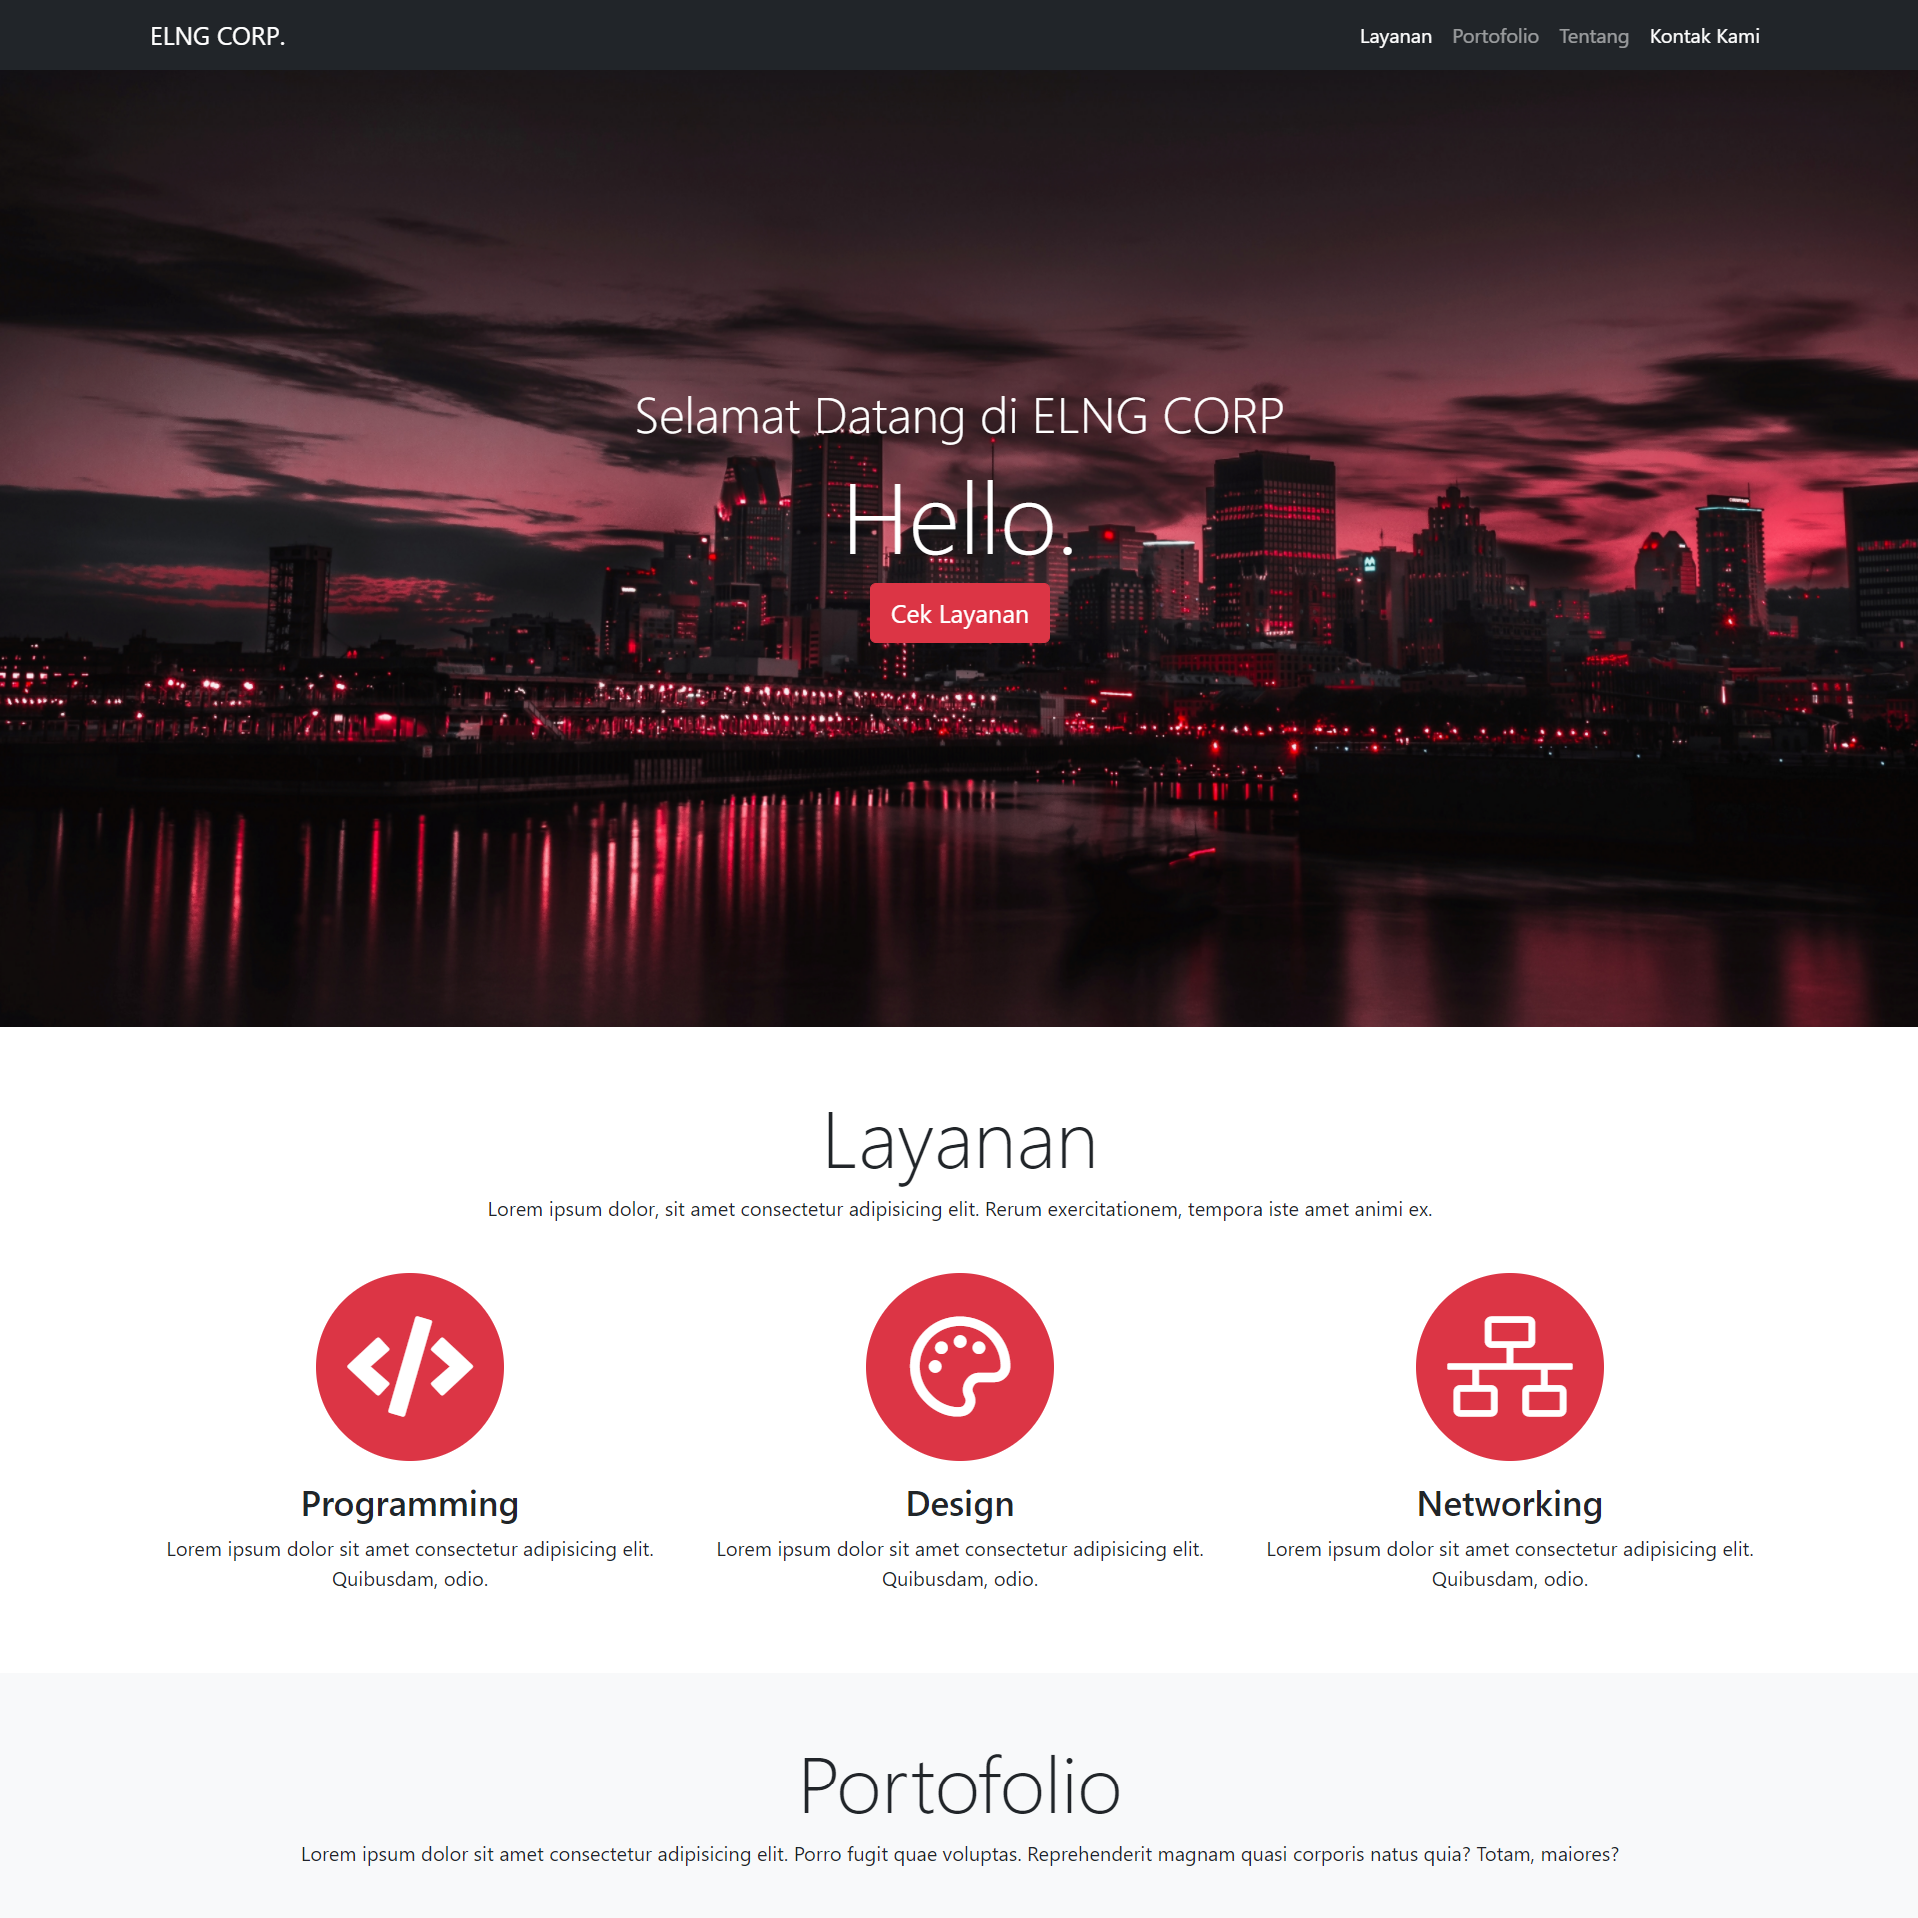 ELNG CORP.
Layanan Portofolio Tentang Kontak Kami
Selamat Datang di ELNG CORP
Hello.
Cek Layanan
Layanan
Lorem ipsum dolor, sit amet consectetur adipisicing elit. Rerum exercitationem, tempora iste amet animi ex.
Programming
Lorem ipsum dolor sit amet consectetur adipisicing elit.
Quibusdam, odio.
Design
Lorem ipsum dolor sit amet consectetur adipisicing elit.
Quibusdam, odio.
Networking
Lorem ipsum dolor sit amet consectetur adipisicing elit.
Quibusdam, odio.
Portofolio
Lorem ipsum dolor sit amet consectetur adipisicing elit. Porro fugit quae voluptas. Reprehenderit magnam quasi corporis natus quia? Totam, maiores?